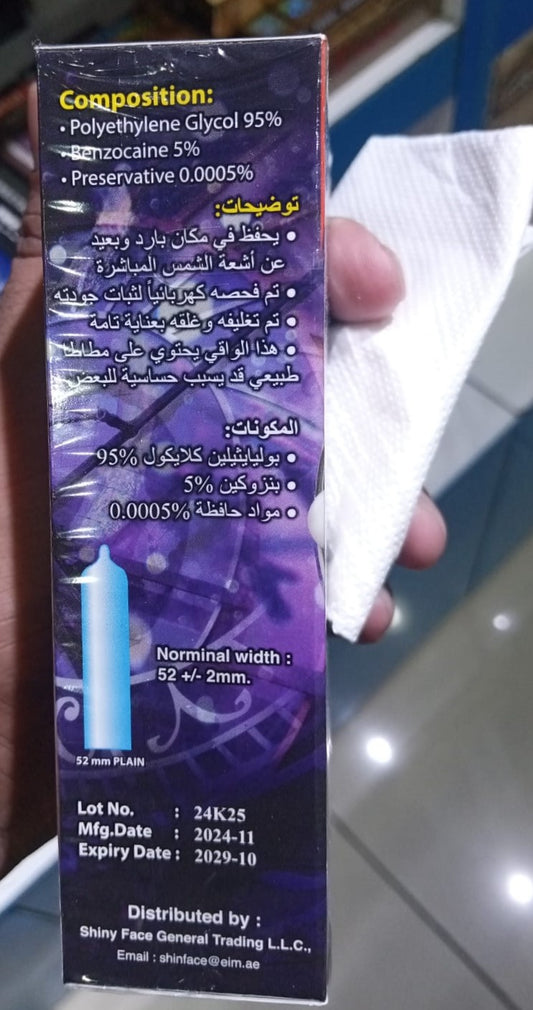 Composition:
• Polyethylene Glycol 95%
• Benzocaine 5%
• Preservative 0.0005%
توضيحات:
• يحفظ في مكان بارد وبعيد
عن أشعة الشمس المباشرة
• تم فحصه كهربائياً لثبات جودته
• تم تغليفه وغلقه بعناية تامة
• هذا الواقي يحتوي على مطاط
طبيعي قد يسبب حساسية للبعض
المكونات:
• بوليايثيلين كلايكول 95%
• بنزوكين 5%
• مواد حافظة 0.0005%
Norminal width :
52 +/- 2mm.
52 mm PLAIN
Lot No. : 24K25
Mfg.Date : 2024-11
Expiry Date : 2029-10
Distributed by :
Shiny Face General Trading L.L.C.,
Email : shinface@eim.ae